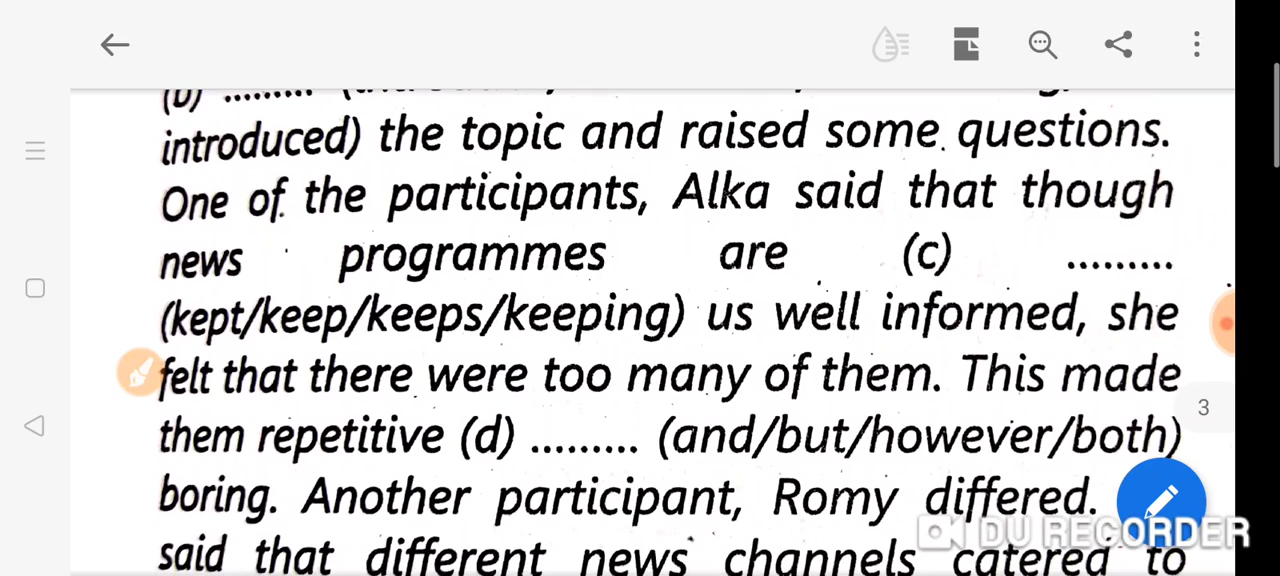 (b) .........
introduced) the topic and raised some questions.
One of the participants, Alka said that though
news programmes are (c) .........
(kept/keep/keeps/keeping) us well informed, she
felt that there were too many of them. This made
3
them repetitive (d) ......... (and/but/however/both)
boring. Another participant, Romy differed.
said that different news channels catered to
DU RECORDER